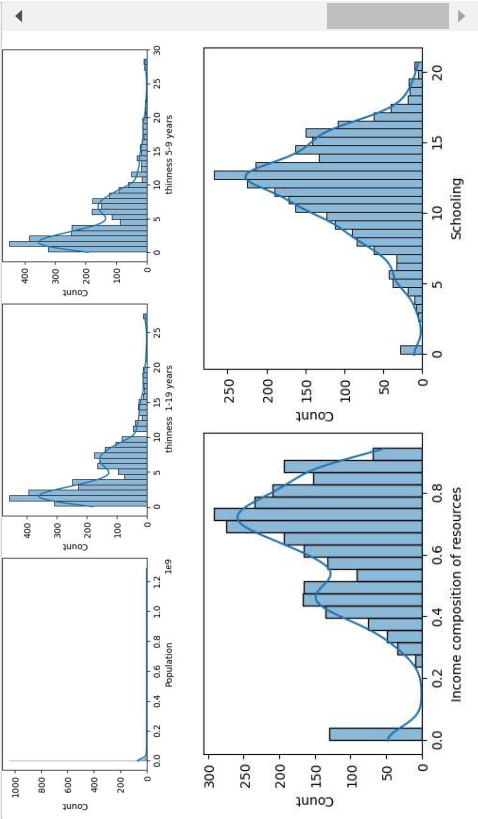 1000
800
600
400
200
0
Count
0.0 0.2 0.4 0.6 0.8 1.0 1.2
1e9
Population
400
300
200
100
0
Count
0 5 10 15 20 25
thinness 1-19 years
400
300
200
100
0
Count
0 5 10 15 20 25 30
thinness 5-9 years
300
250
200
150
100
50
0
Count
0.0 0.2 0.4 0.6 0.8
Income composition of resources
250
200
150
100
50
0
Count
0 5 10 15 20
Schooling